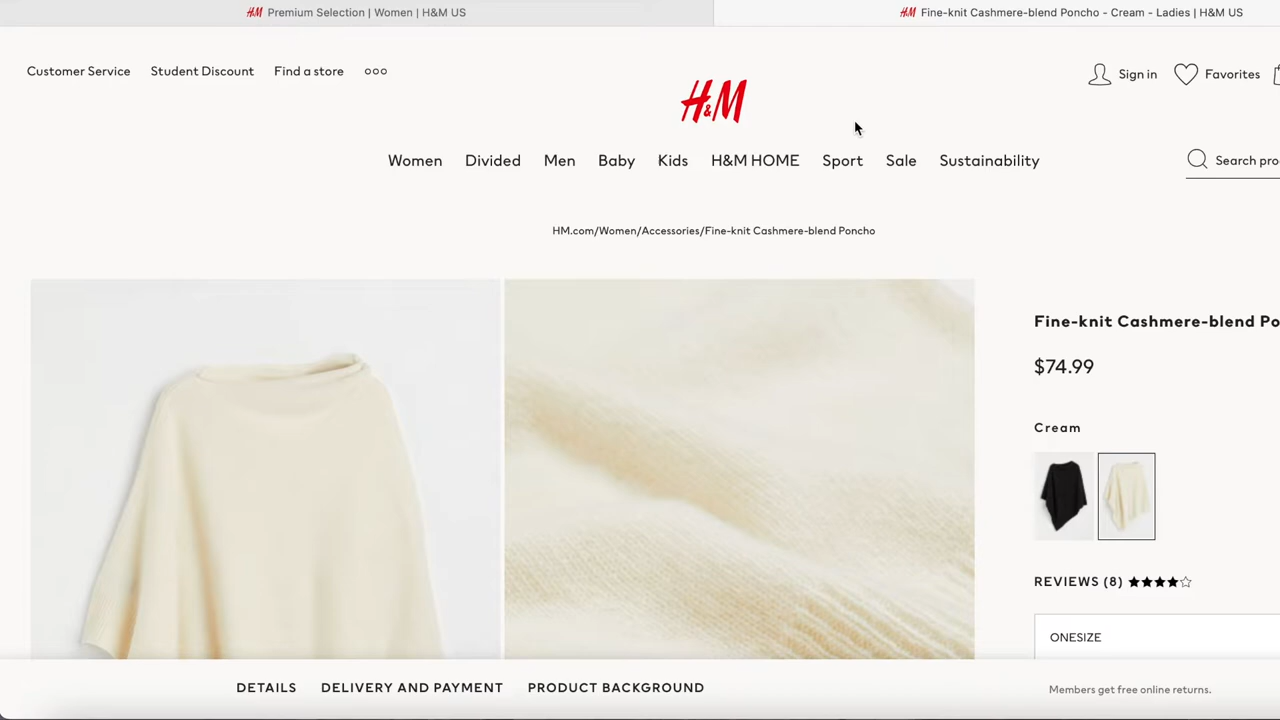 H&M Premium Selection | Women | H&M US
H&M Fine-knit Cashmere-blend Poncho - Cream - Ladies | H&M US
Customer Service Student Discount Find a store
H&M
Sign in Favorites
Women Divided Men Baby Kids H&M HOME Sport Sale Sustainability
Search pro
HM.com/Women/Accessories/Fine-knit Cashmere-blend Poncho
Fine-knit Cashmere-blend Po
$74.99
Cream
REVIEWS (8)
ONESIZE
DETAILS DELIVERY AND PAYMENT PRODUCT BACKGROUND
Members get free online returns.